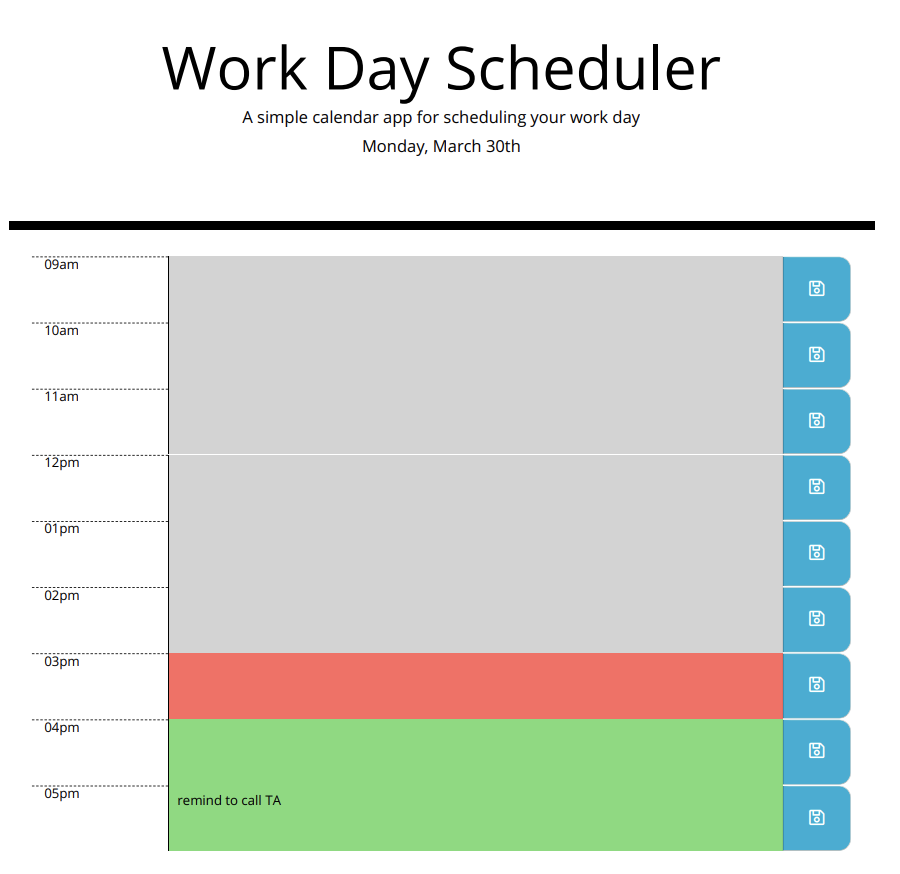 Work Day Scheduler
A simple calendar app for scheduling your work day
Monday, March 30th
09am
10am
11am
12pm
01pm
02pm
03pm
04pm
05pm
remind to call TA